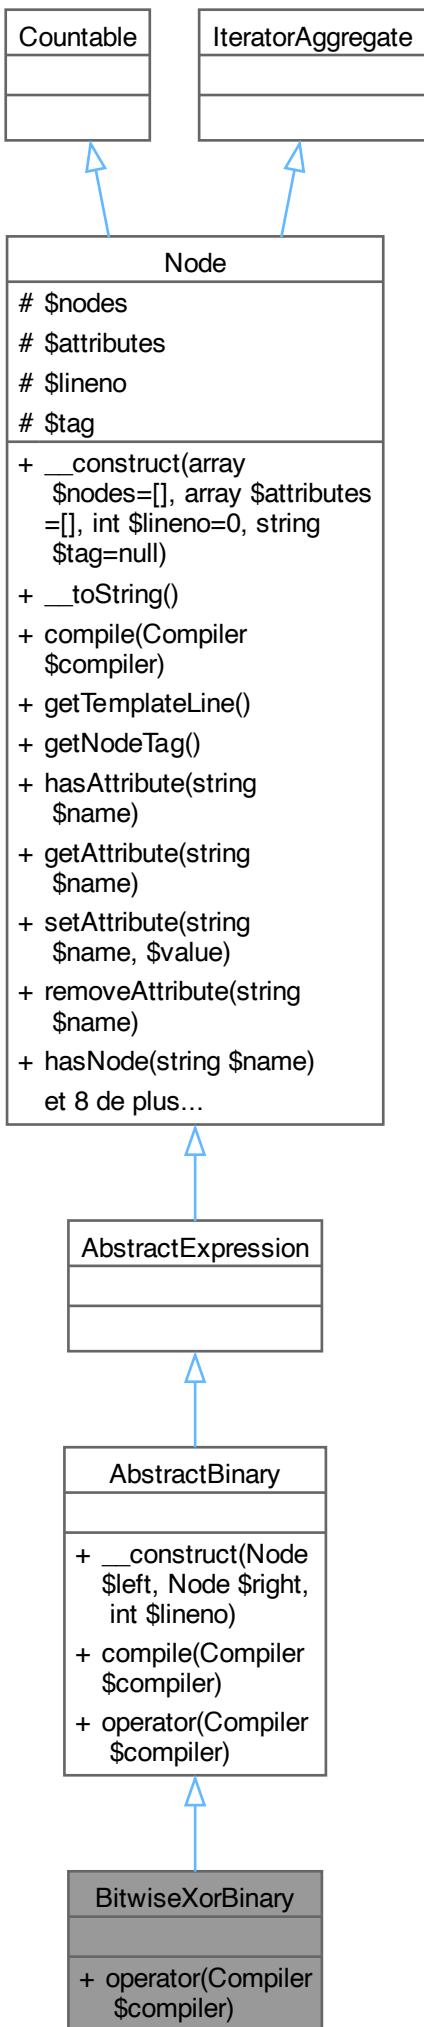 Countable
IteratorAggregate
Node
# $nodes
# $attributes
# $lineno
# $tag
+ __construct(array
$nodes=[], array $attributes
=[], int $lineno=0, string
$tag=null)
+ __toString()
+ compile(Compiler
$compiler)
+ getTemplateLine()
+ getNodeTag()
+ hasAttribute(string
$name)
+ getAttribute(string
$name)
+ setAttribute(string
$name, $value)
+ removeAttribute(string
$name)
+ hasNode(string $name)
et 8 de plus...
AbstractExpression
AbstractBinary
+ __construct(Node
$left, Node $right,
int $lineno)
+ compile(Compiler
$compiler)
+ operator(Compiler
$compiler)
BitwiseXorBinary
+ operator(Compiler
$compiler)